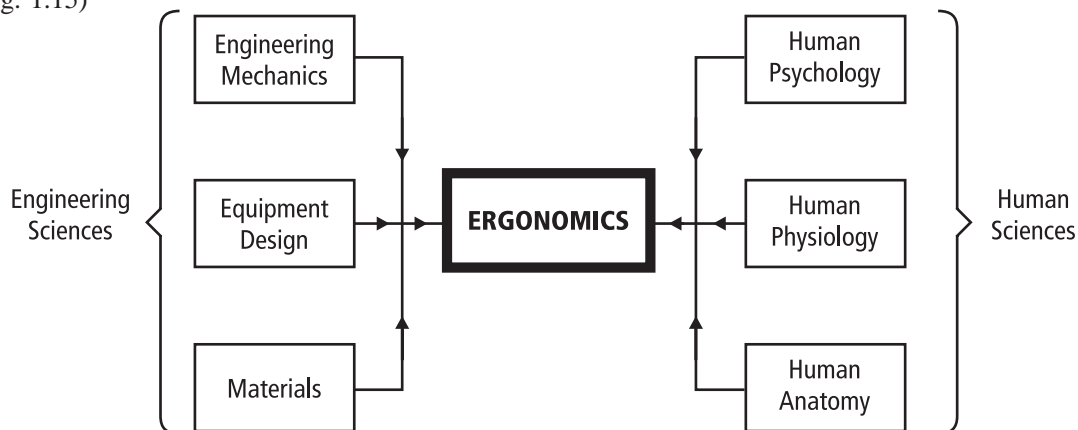 g. 1.15)
Engineering
Mechanics
Human
Psychology
Engineering
Sciences
Equipment
Design
ERGONOMICS
Human
Physiology
Human
Sciences
Materials
Human
Anatomy